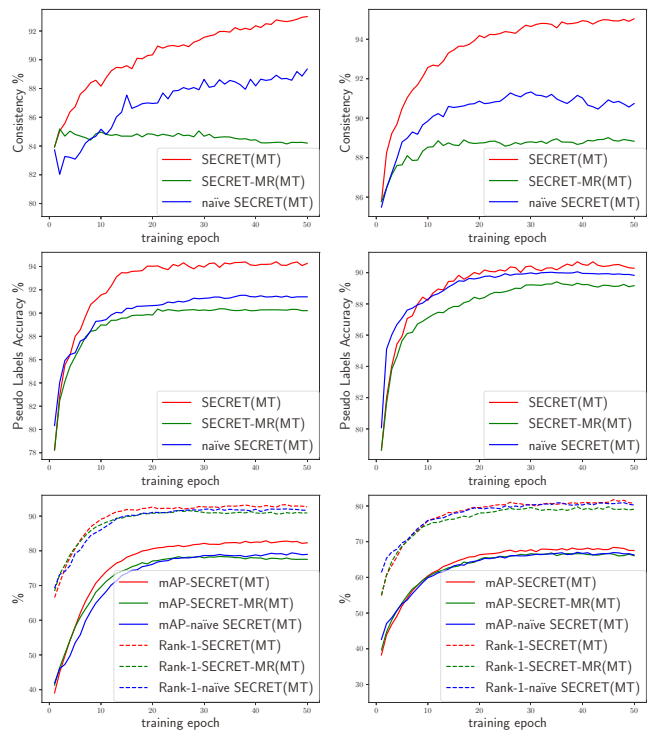 Consistency %
92
90
88
86
84
82
80
0
10
20
30
40
50
SECRET(MT)
SECRET-MR(MT)
naïve SECRET(MT)
training epoch
Consistency %
95
92
90
88
86
0
10
20
30
40
50
SECRET(MT)
SECRET-MR(MT)
naïve SECRET(MT)
training epoch
Pseudo Labels Accuracy %
94
92
90
88
86
84
82
80
78
0
10
20
30
40
50
SECRET(MT)
SECRET-MR(MT)
naïve SECRET(MT)
training epoch
Pseudo Labels Accuracy %
90
88
86
84
82
80
0
10
20
30
40
50
SECRET(MT)
SECRET-MR(MT)
naïve SECRET(MT)
training epoch
%
90
80
70
60
50
40
0
10
20
30
40
50
mAP-SECRET(MT)
mAP-SECRET-MR(MT)
mAP-naïve SECRET(MT)
Rank-1-SECRET(MT)
Rank-1-SECRET-MR(MT)
Rank-1-naïve SECRET(MT)
training epoch
%
80
70
60
50
40
30
0
10
20
30
40
50
mAP-SECRET(MT)
mAP-SECRET-MR(MT)
mAP-naïve SECRET(MT)
Rank-1-SECRET(MT)
Rank-1-SECRET-MR(MT)
Rank-1-naïve SECRET(MT)
training epoch